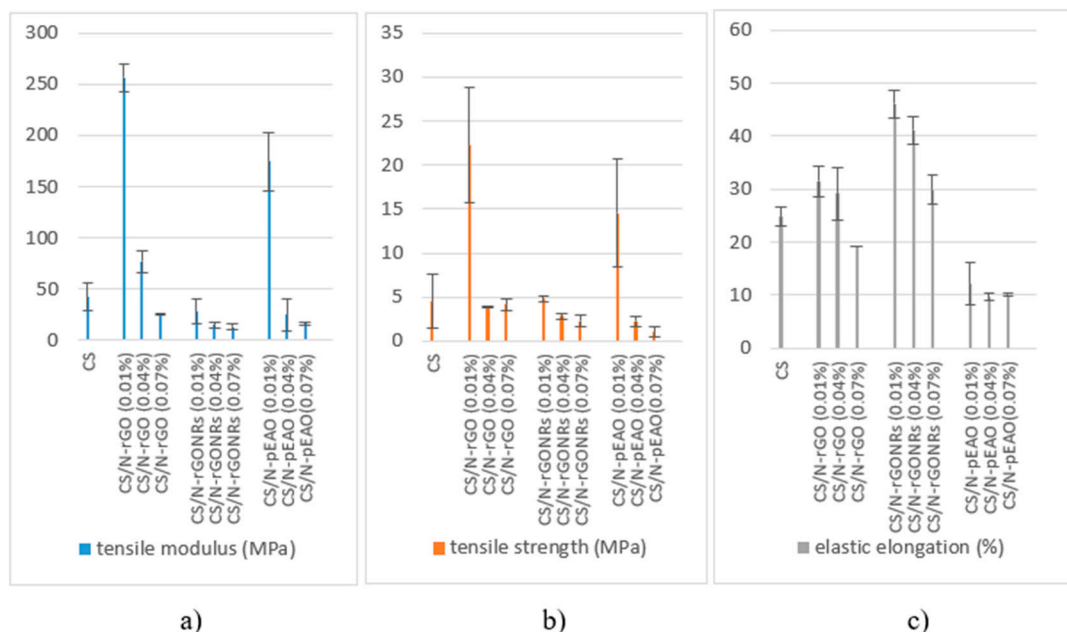 300
250
200
150
100
50
0
CS
CS/N-rGO (0.01%)
CS/N-rGO (0.04%)
CS/N-rGO (0.07%)
CS/N-rGONRs (0.01%)
CS/N-rGONRs (0.04%)
CS/N-rGONRs (0.07%)
CS/N-pEAO (0.01%)
CS/N-pEAO (0.04%)
CS/N-pEAO(0.07%)
tensile modulus (MPa)
a)
35
30
25
20
15
10
5
0
CS
CS/N-rGO (0.01%)
CS/N-rGO (0.04%)
CS/N-rGO (0.07%)
CS/N-rGONRs (0.01%)
CS/N-rGONRs (0.04%)
CS/N-rGONRs (0.07%)
CS/N-pEAO (0.01%)
CS/N-pEAO (0.04%)
CS/N-pEAO(0.07%)
tensile strength (MPa)
b)
60
50
40
30
20
10
0
CS
CS/N-rGO (0.01%)
CS/N-rGO (0.04%)
CS/N-rGO (0.07%)
CS/N-rGONRs (0.01%)
CS/N-rGONRs (0.04%)
CS/N-rGONRs (0.07%)
CS/N-pEAO (0.01%)
CS/N-pEAO (0.04%)
CS/N-pEAO(0.07%)
elastic elongation (%)
c)